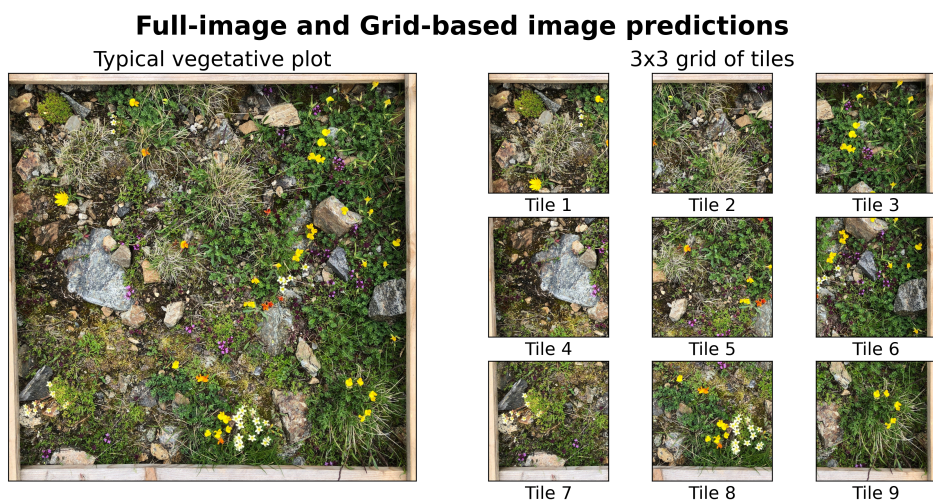 Full-image and Grid-based image predictions
Typical vegetative plot
3x3 grid of tiles
Tile 1
Tile 2
Tile 3
Tile 4
Tile 5
Tile 6
Tile 7
Tile 8
Tile 9